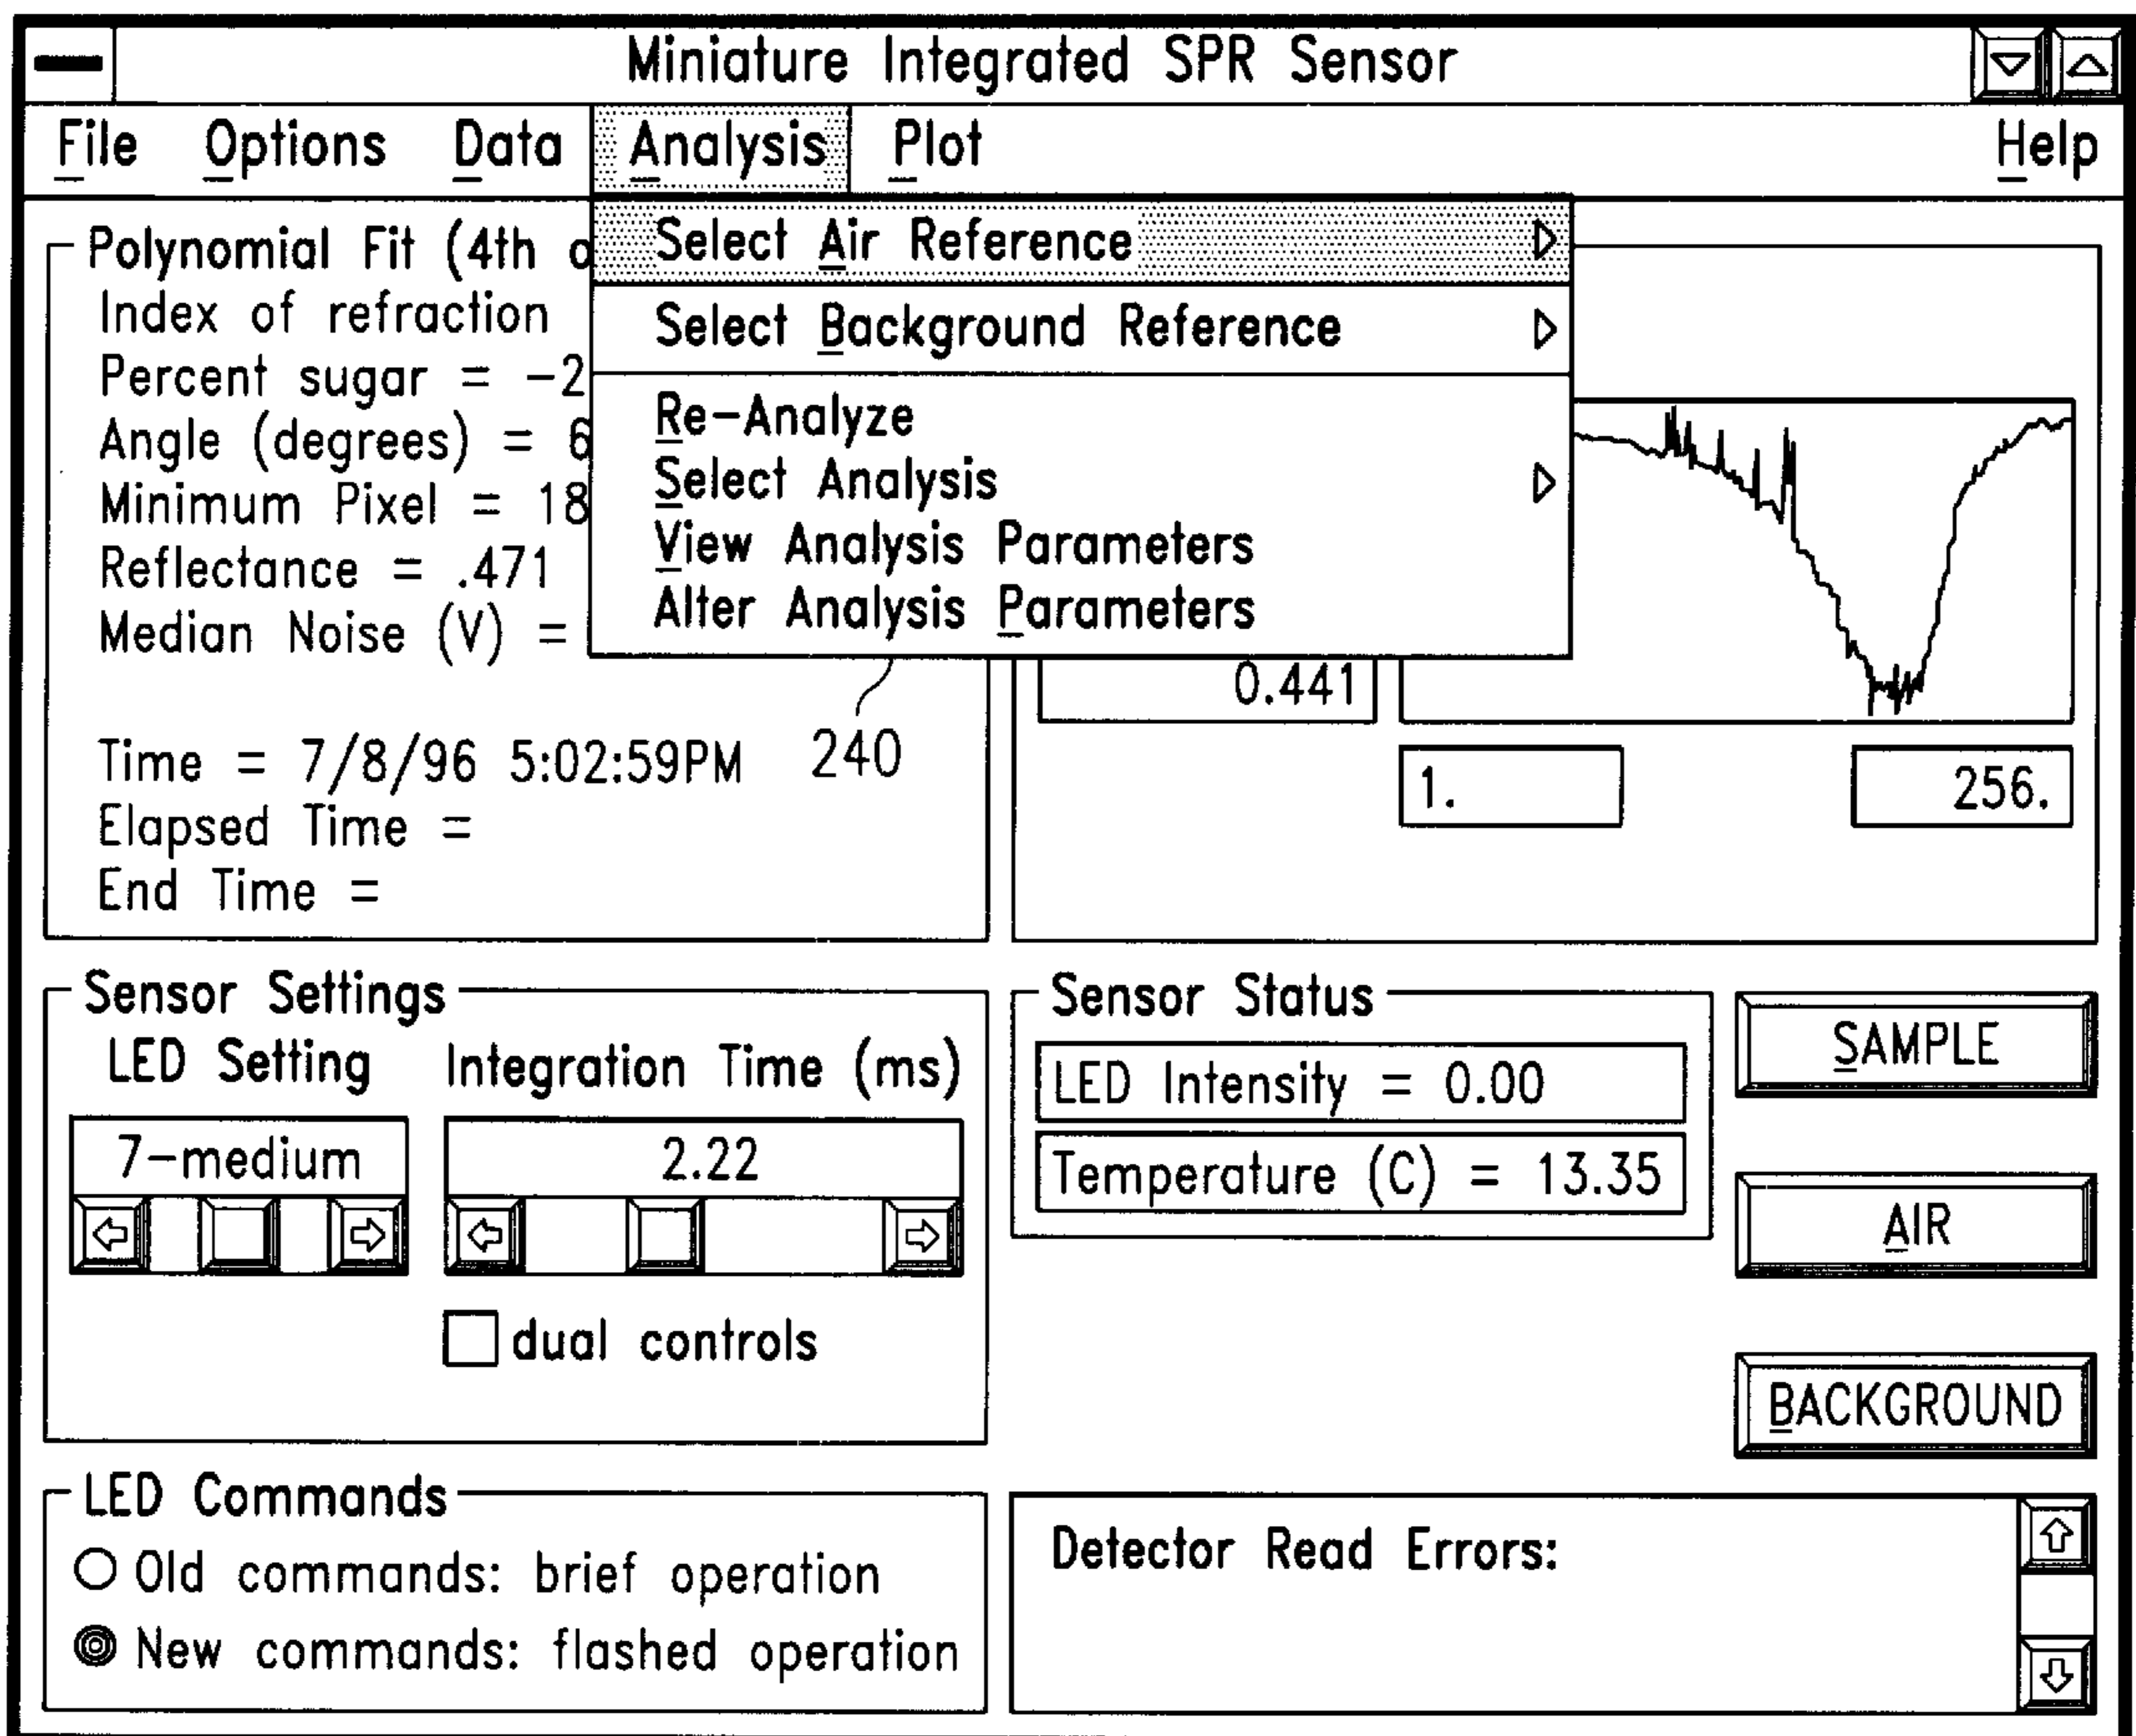 Miniature Integrated SPR Sensor
File Options Data Analysis Plot Help
Select Air Reference
Select Background Reference
Re-Analyze
Select Analysis
View Analysis Parameters
Alter Analysis Parameters
Polynomial Fit (4th
Index of refraction
Percent sugar = -2
Angle (degrees) = 6
Minimum Pixel = 18
Reflectance = .471
Median Noise (V) =
240
Time = 7/8/96 5:02:59PM
Elapsed Time =
End Time =
0.441
1. 256.
Sensor Settings
LED Setting Integration Time (ms)
7-medium 2.22
dual controls
Sensor Status
LED Intensity = 0.00
Temperature (C) = 13.35
SAMPLE
AIR
BACKGROUND
LED Commands
Old commands: brief operation
New commands: flashed operation
Detector Read Errors: